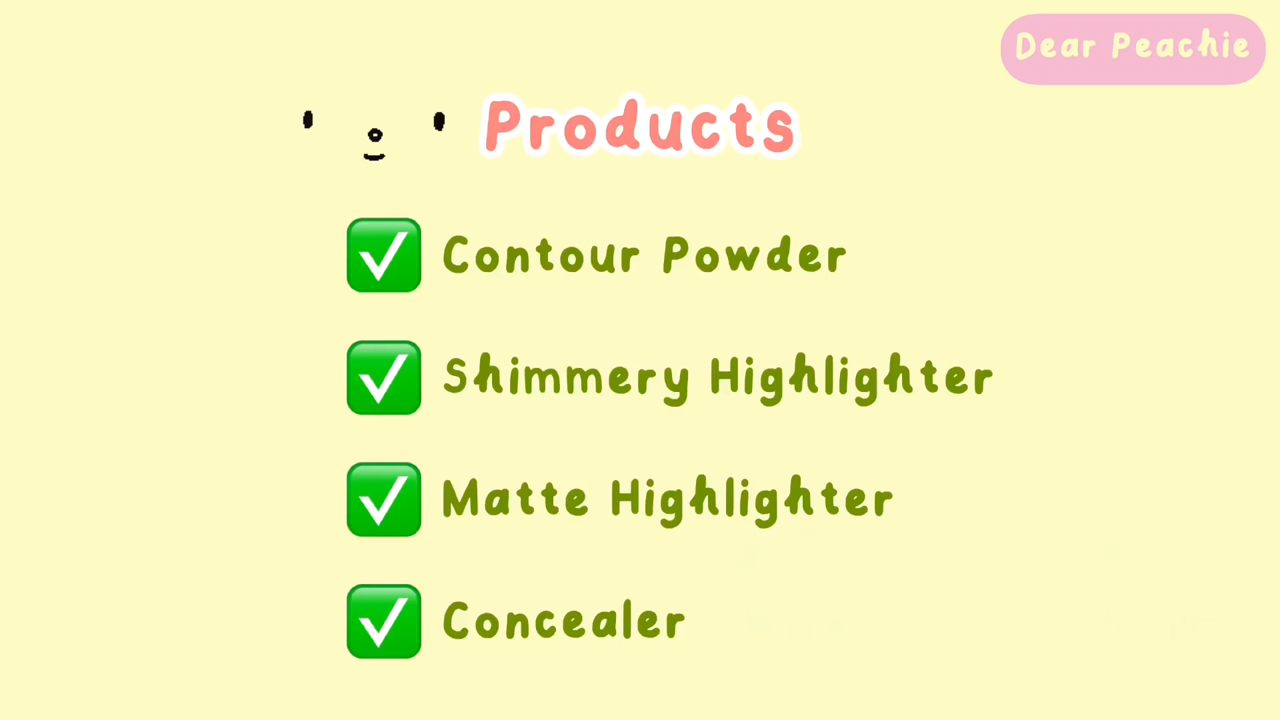 Dear Peachie
Products
✅ Contour Powder
✅ Shimmery Highlighter
✅ Matte Highlighter
✅ Concealer